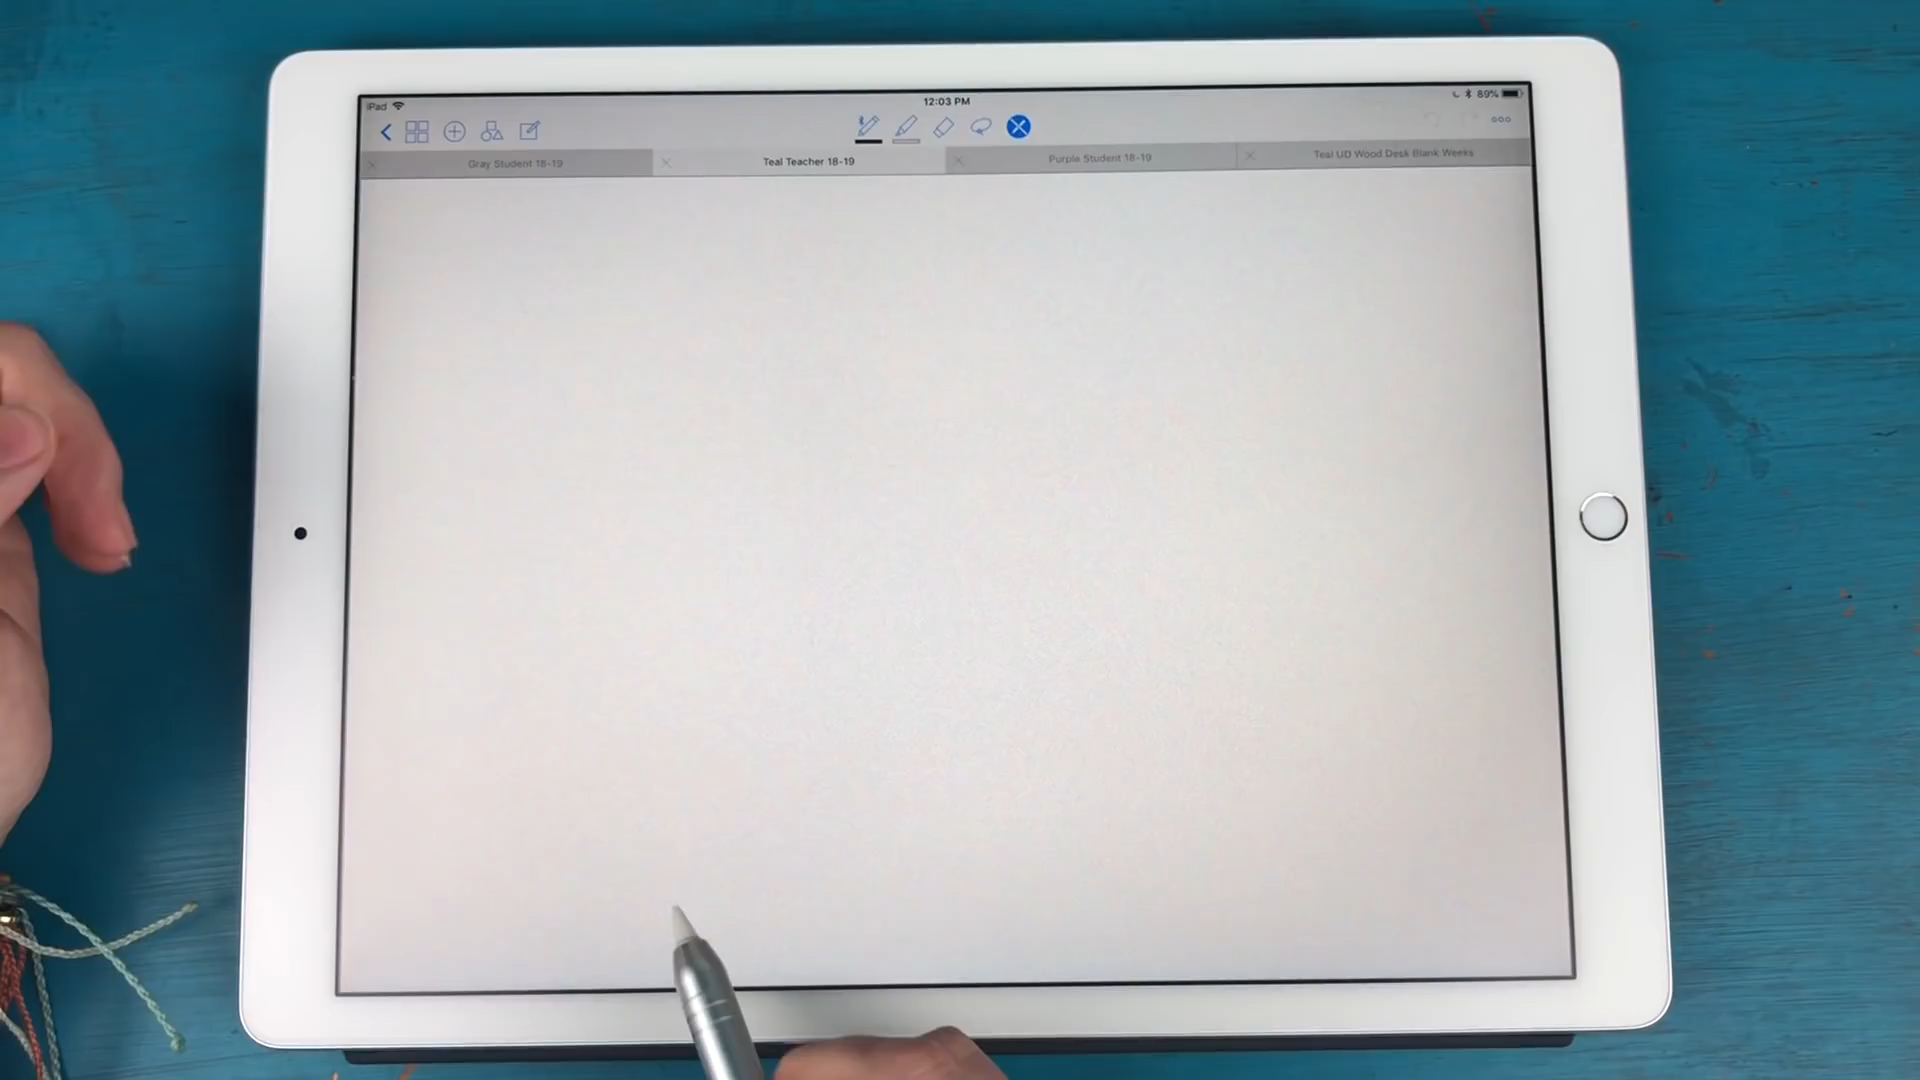 iPad
12:03 PM
89%
Gray Student 18-19
Teal Teacher 18-19
Purple Student 18-19
Teal UD Wood Desk Blank Weeks